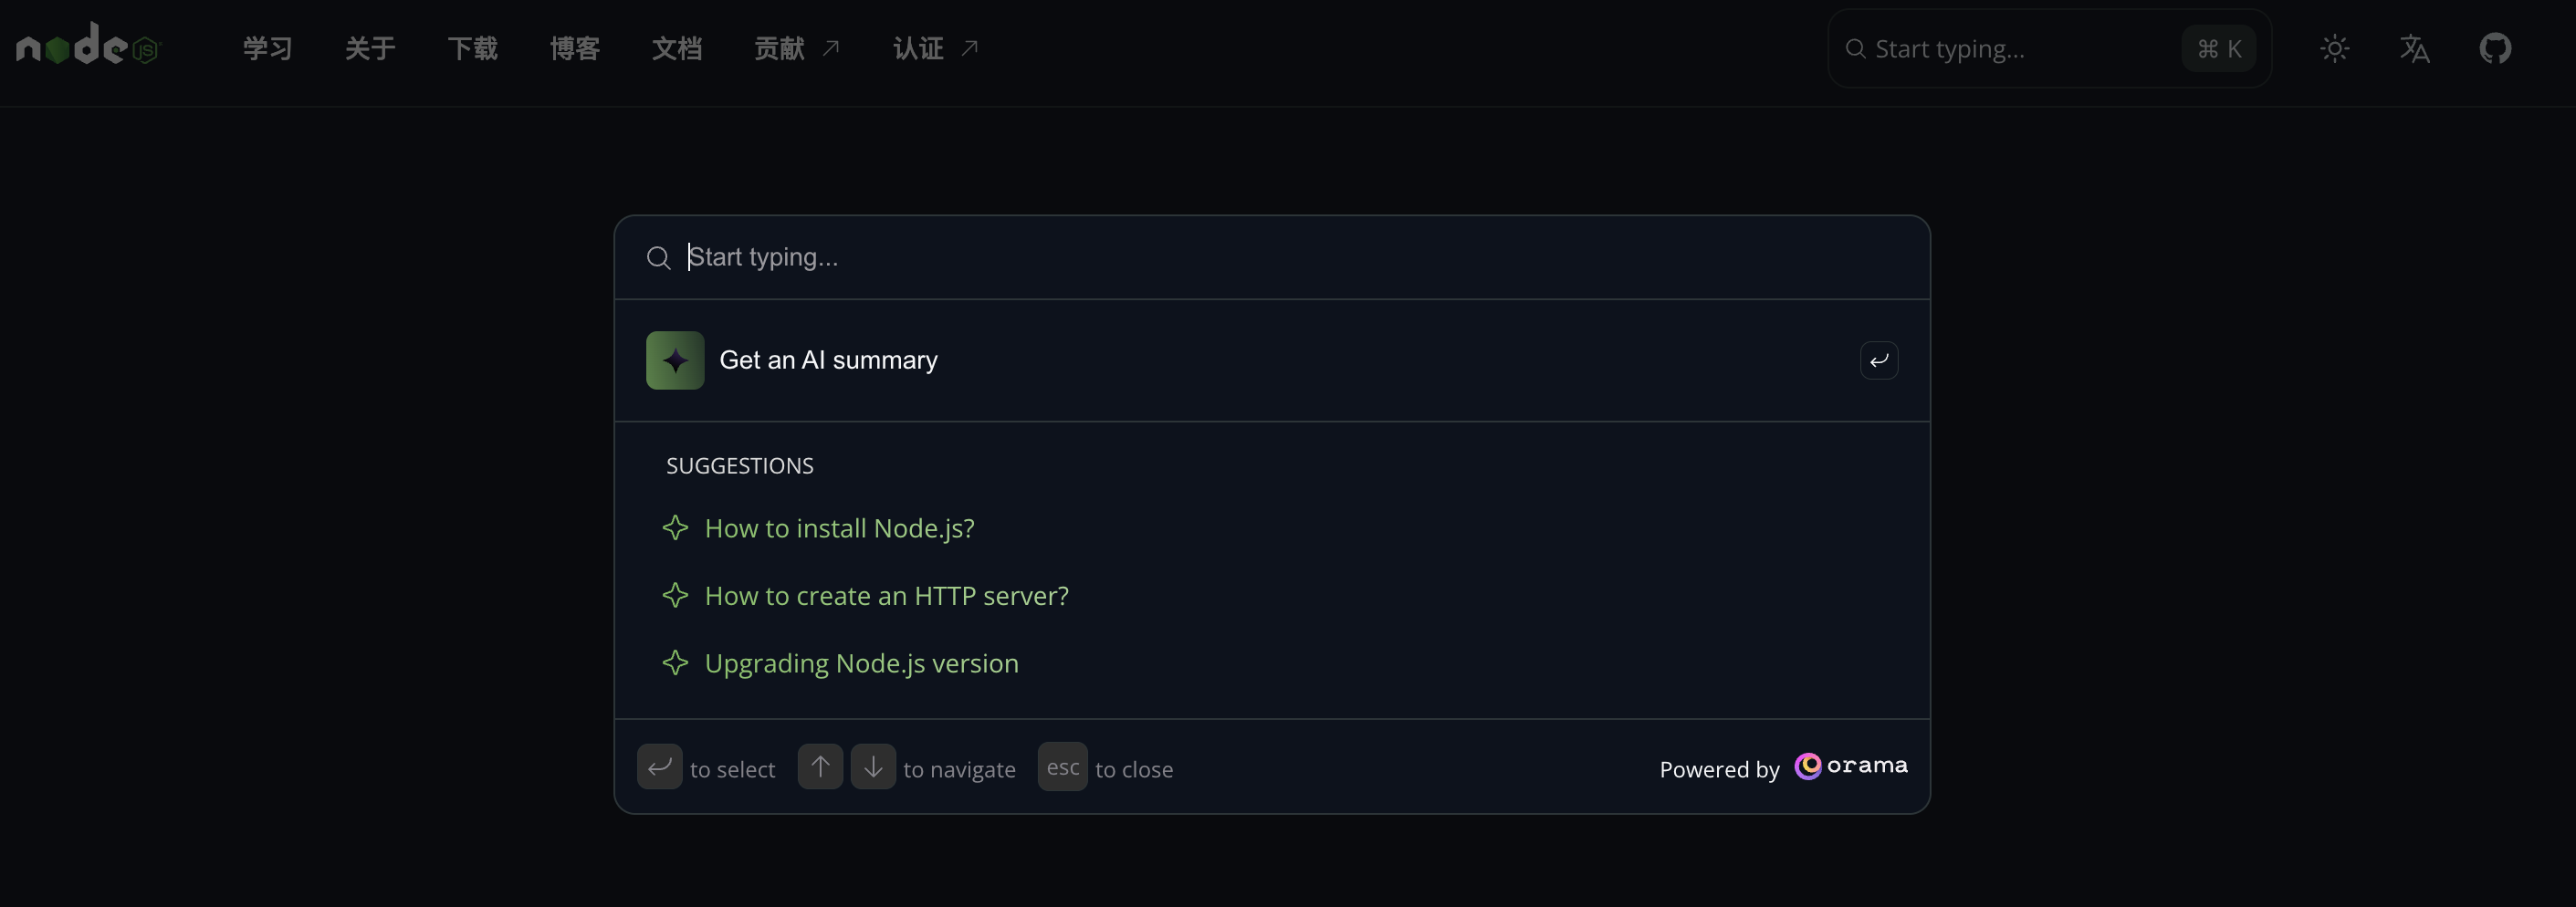 node JS
学习 关于 下载 博客 文档 贡献 认证
Start typing... ⌘ K
Start typing...
Get an AI summary
SUGGESTIONS
How to install Node.js?
How to create an HTTP server?
Upgrading Node.js version
to select to navigate esc to close
Powered by orama